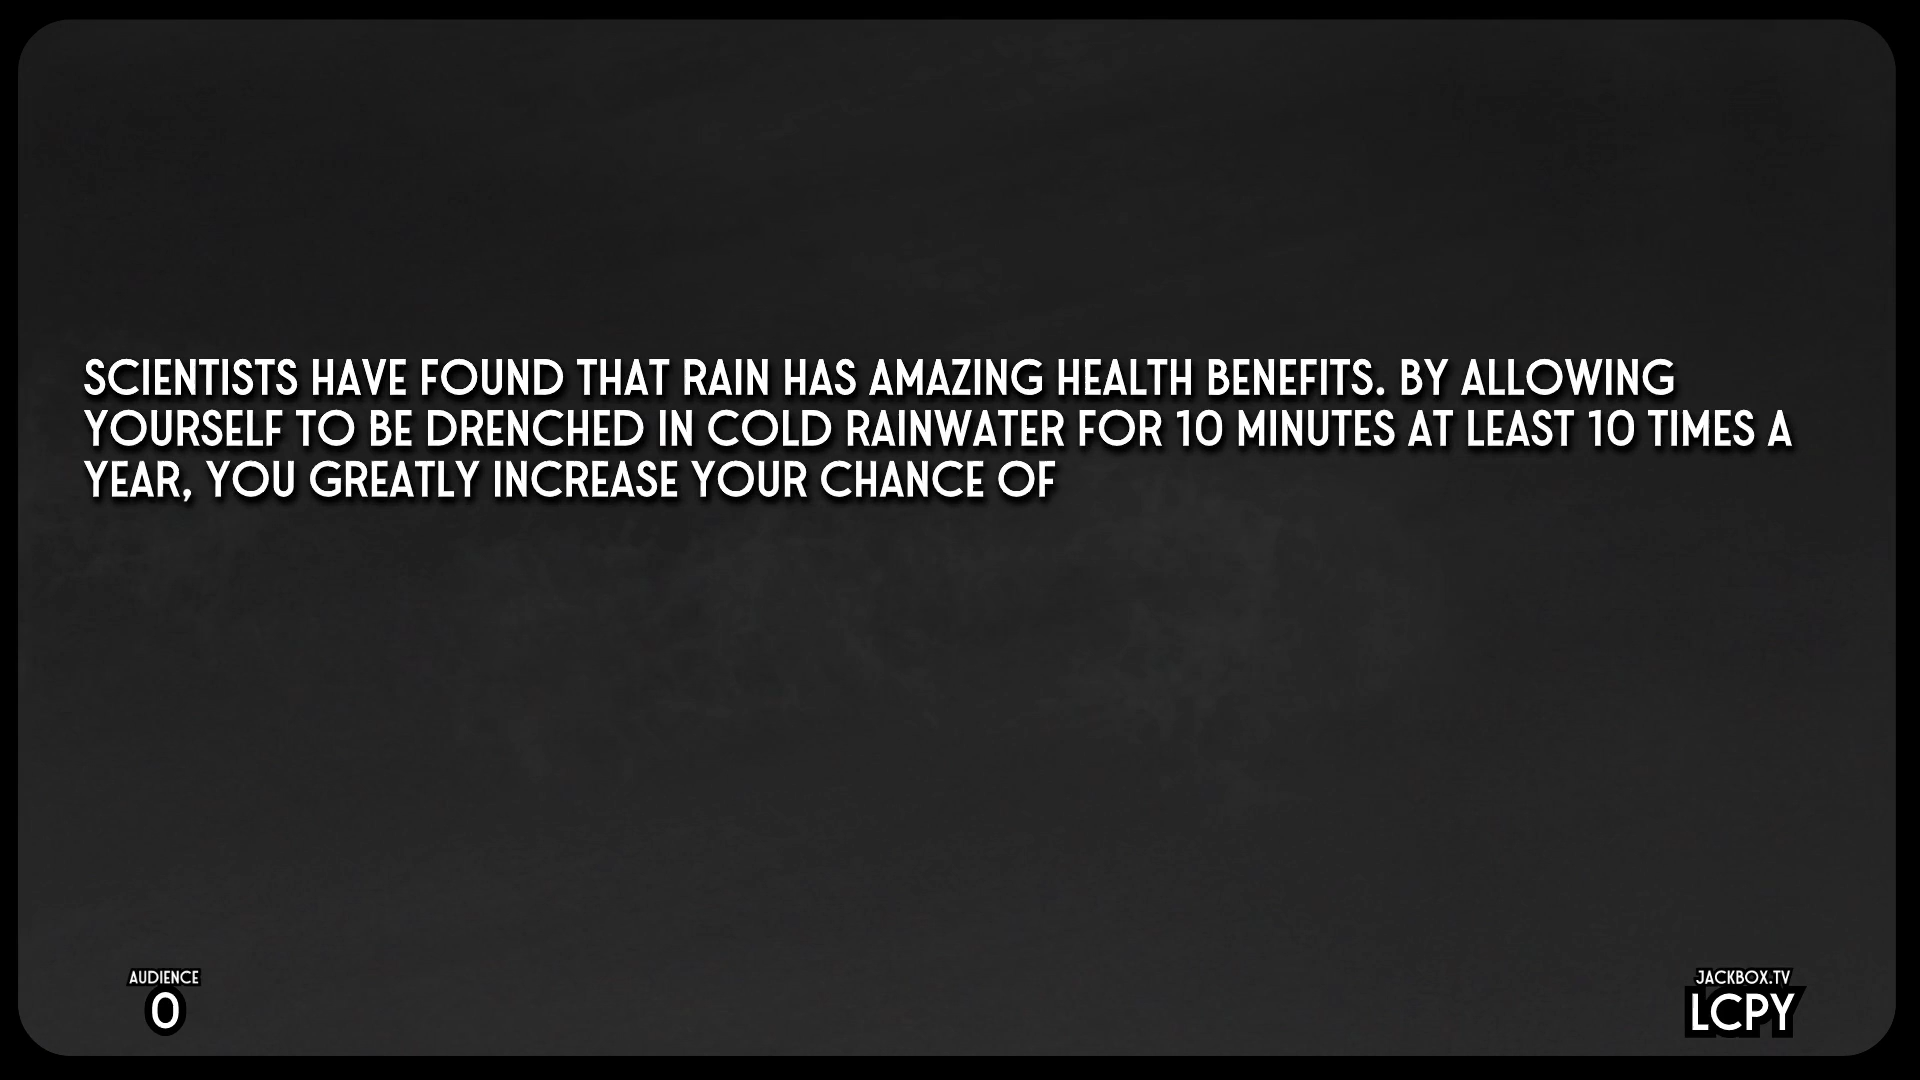 SCIENTISTS HAVE FOUND THAT RAIN HAS AMAZING HEALTH BENEFITS. BY ALLOWING
YOURSELF TO BE DRENCHED IN COLD RAINWATER FOR 10 MINUTES AT LEAST 10 TIMES A
YEAR, YOU GREATLY INCREASE YOUR CHANCE OF
AUDIENCE
0
JACKBOX.TV
LCPY